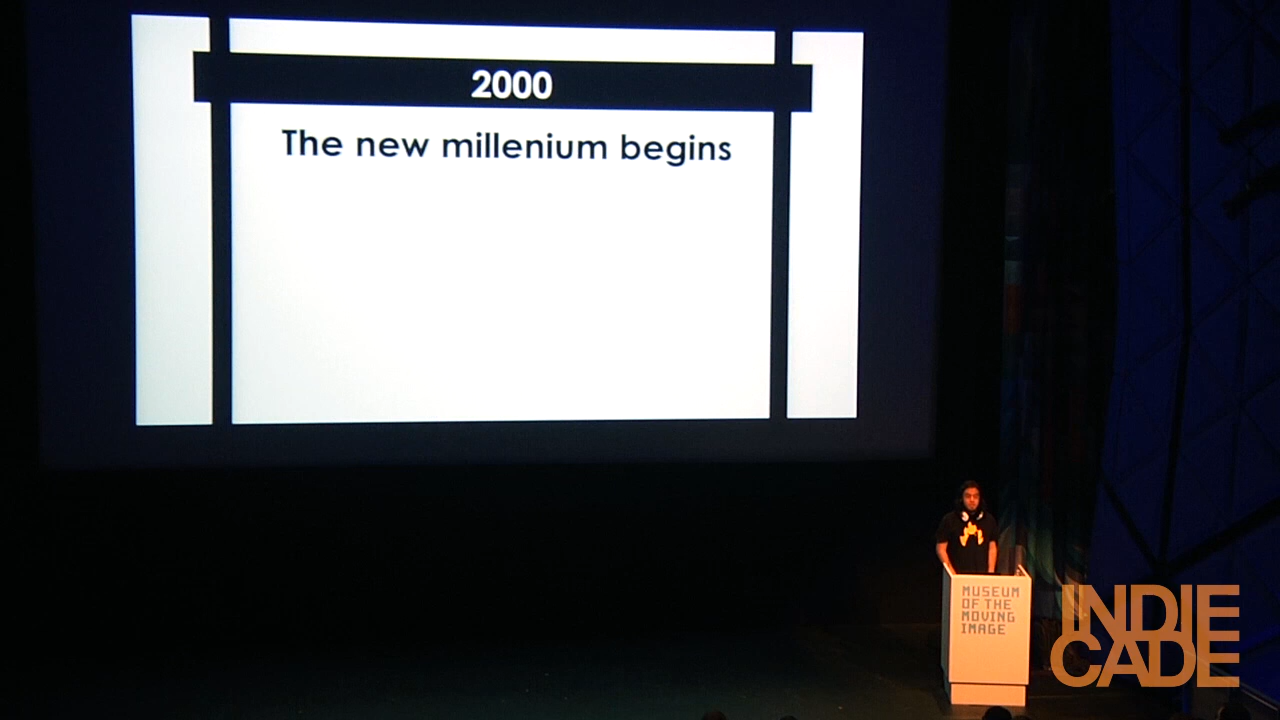 2000
The new millenium begins
MUSEUM
OF THE
MOVING
IMAGE
INDIE
CADE